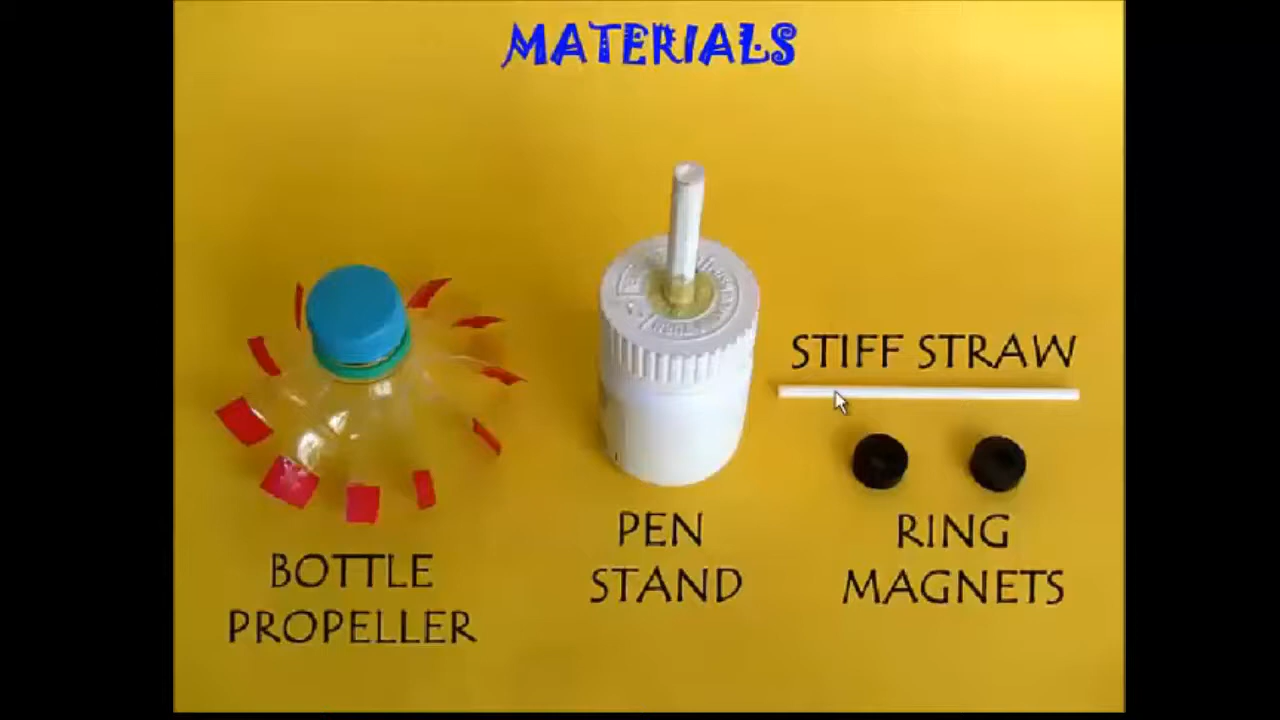 MATERIALS
STIFF STRAW
BOTTLE
PROPELLER
PEN
STAND
RING
MAGNETS